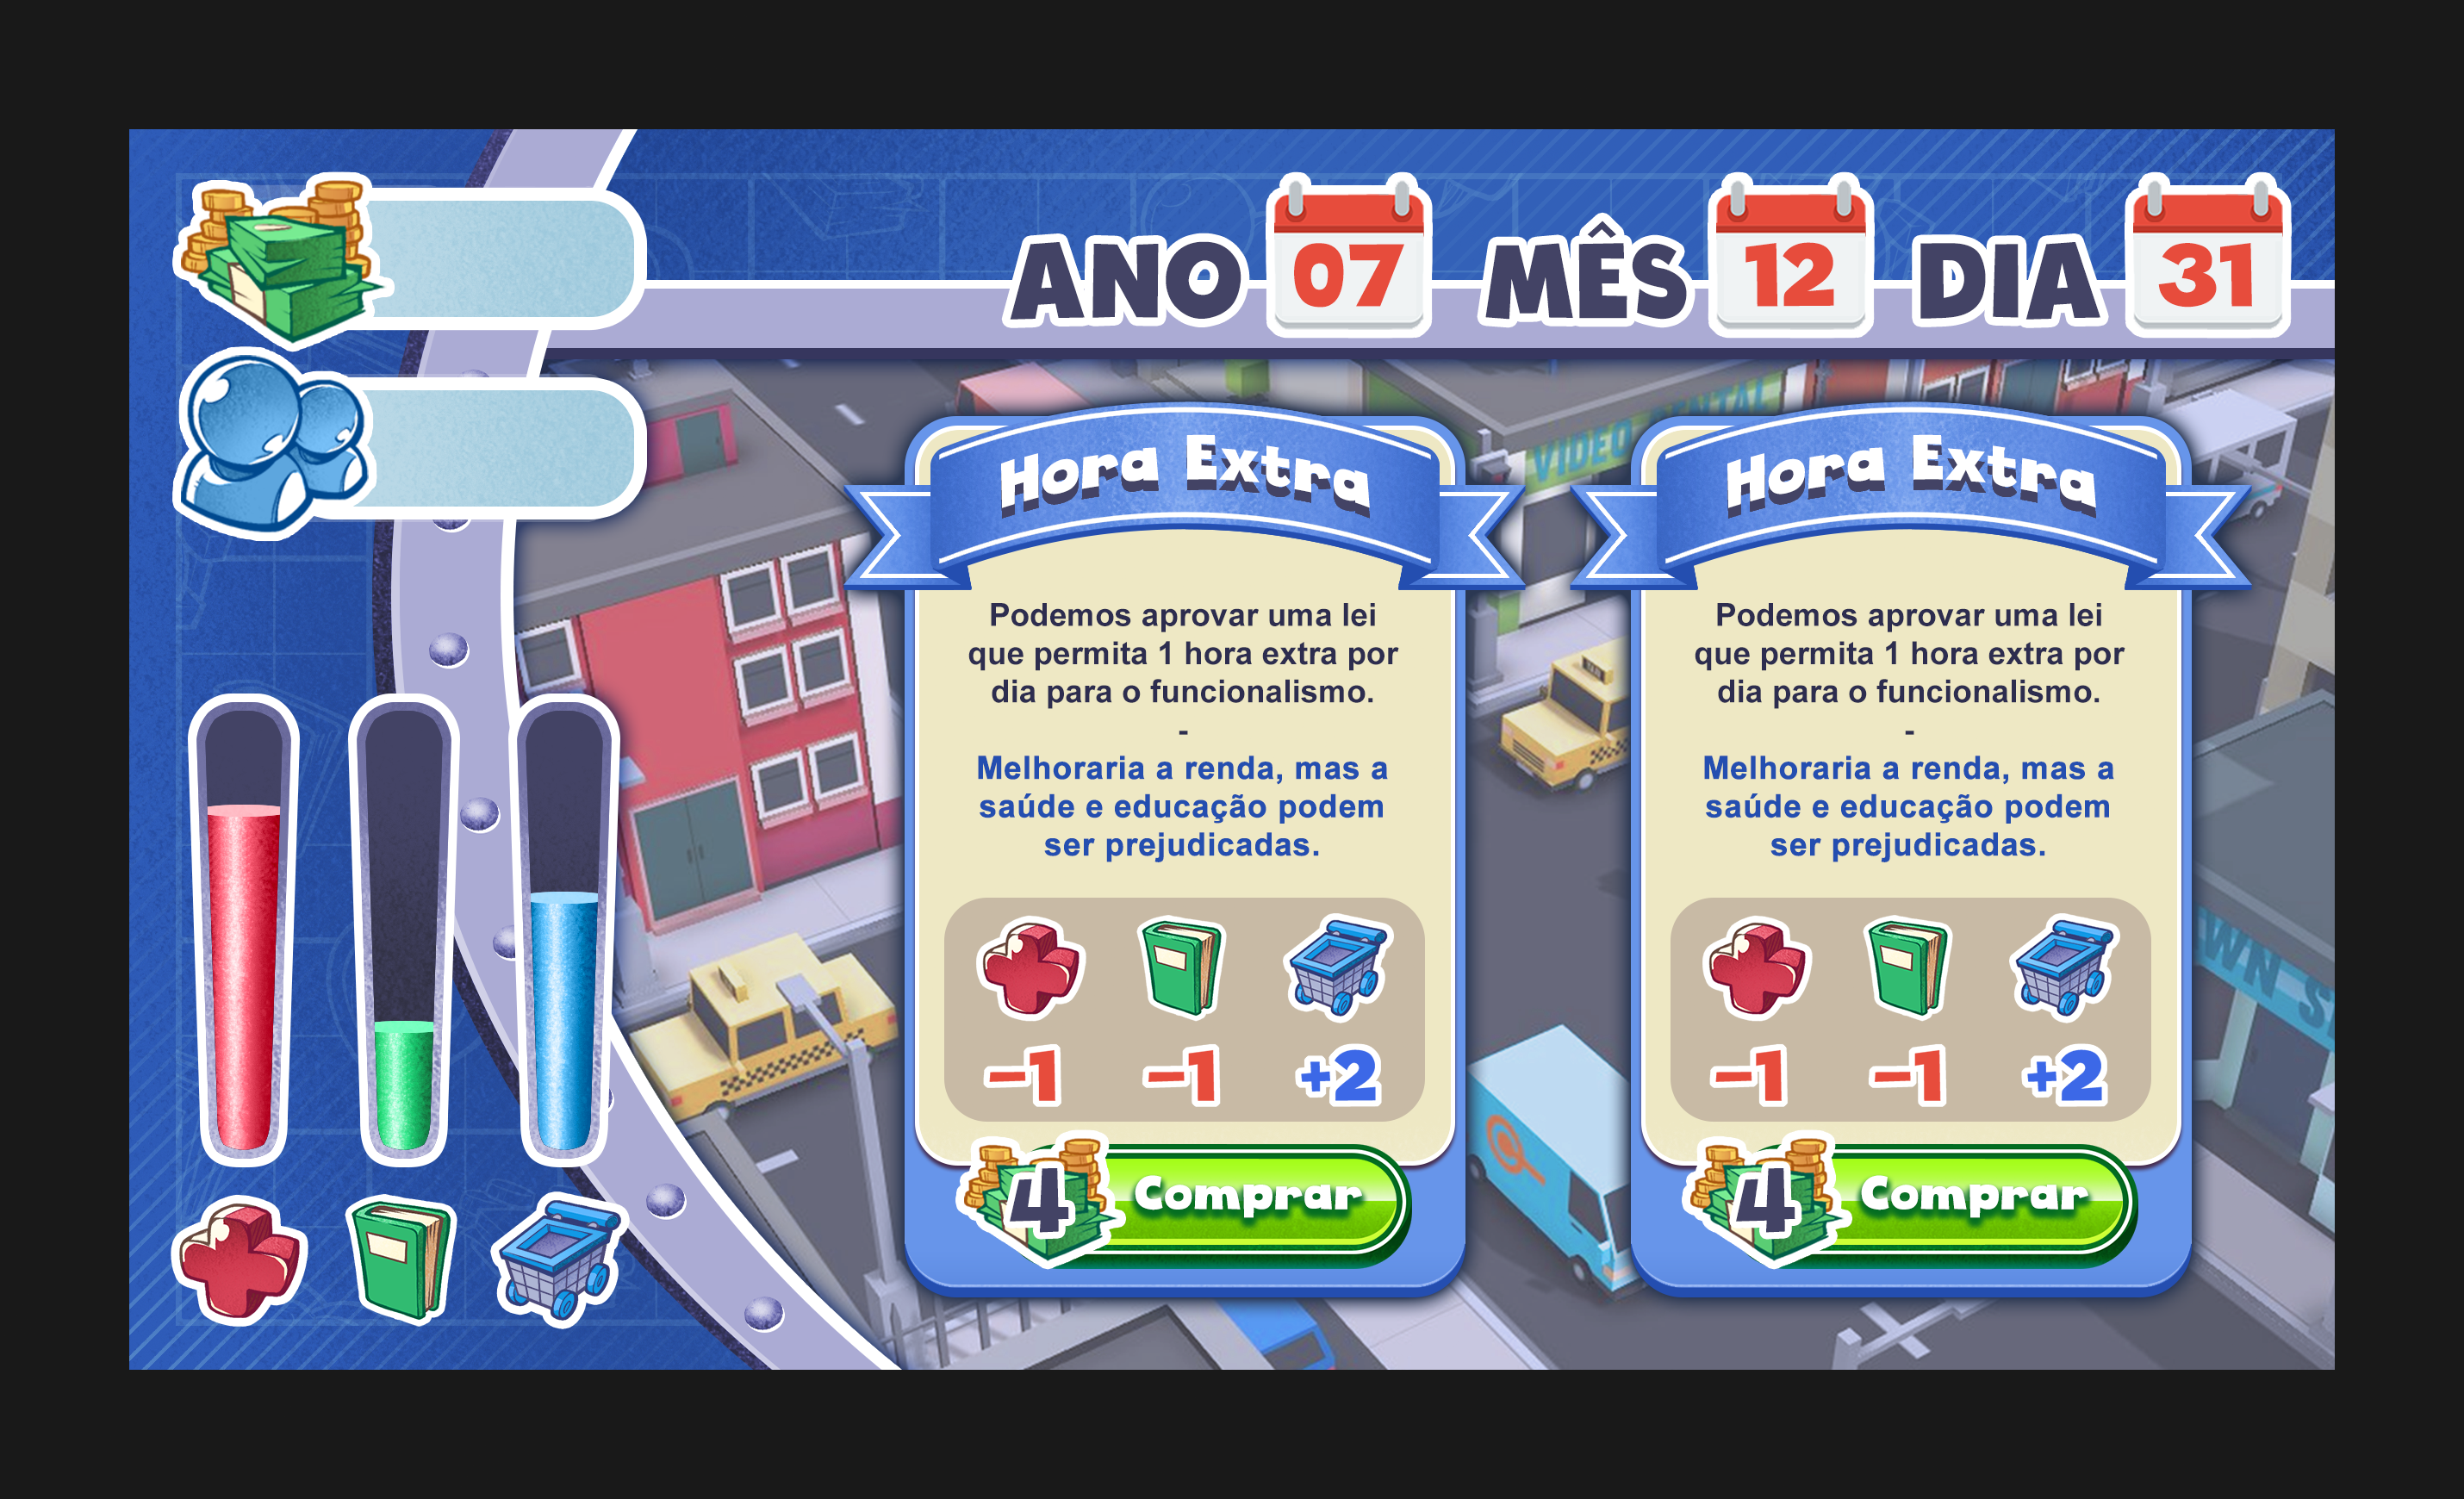 ANO 07 MÊS 12 DIA 31
VIDEO RENTAL
Hora Extra
Podemos aprovar uma lei
que permita 1 hora extra por
dia para o funcionalismo.
-
Melhoraria a renda, mas a
saúde e educação podem
ser prejudicadas.
-1 -1 +2
4 Comprar
Hora Extra
Podemos aprovar uma lei
que permita 1 hora extra por
dia para o funcionalismo.
-
Melhoraria a renda, mas a
saúde e educação podem
ser prejudicadas.
-1 -1 +2
4 Comprar